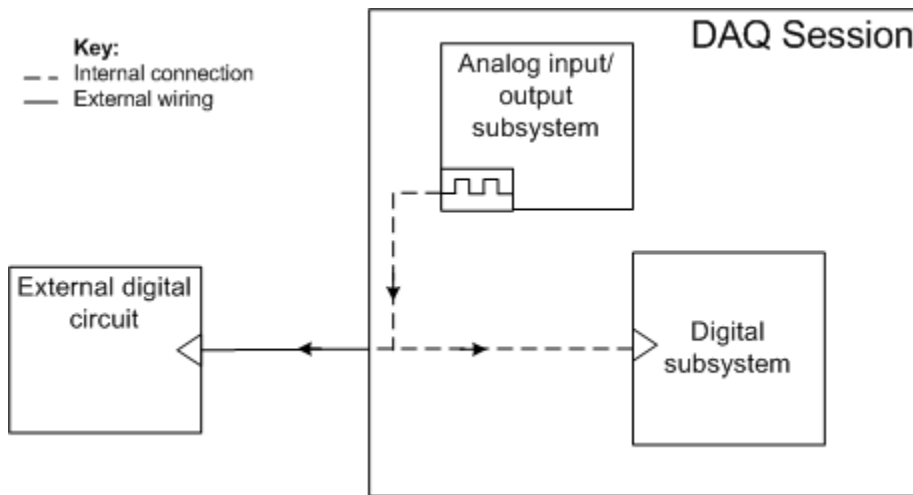 DAQ Session
Key:
Internal connection
External wiring
Analog input/
output
subsystem
External digital
circuit
Digital
subsystem